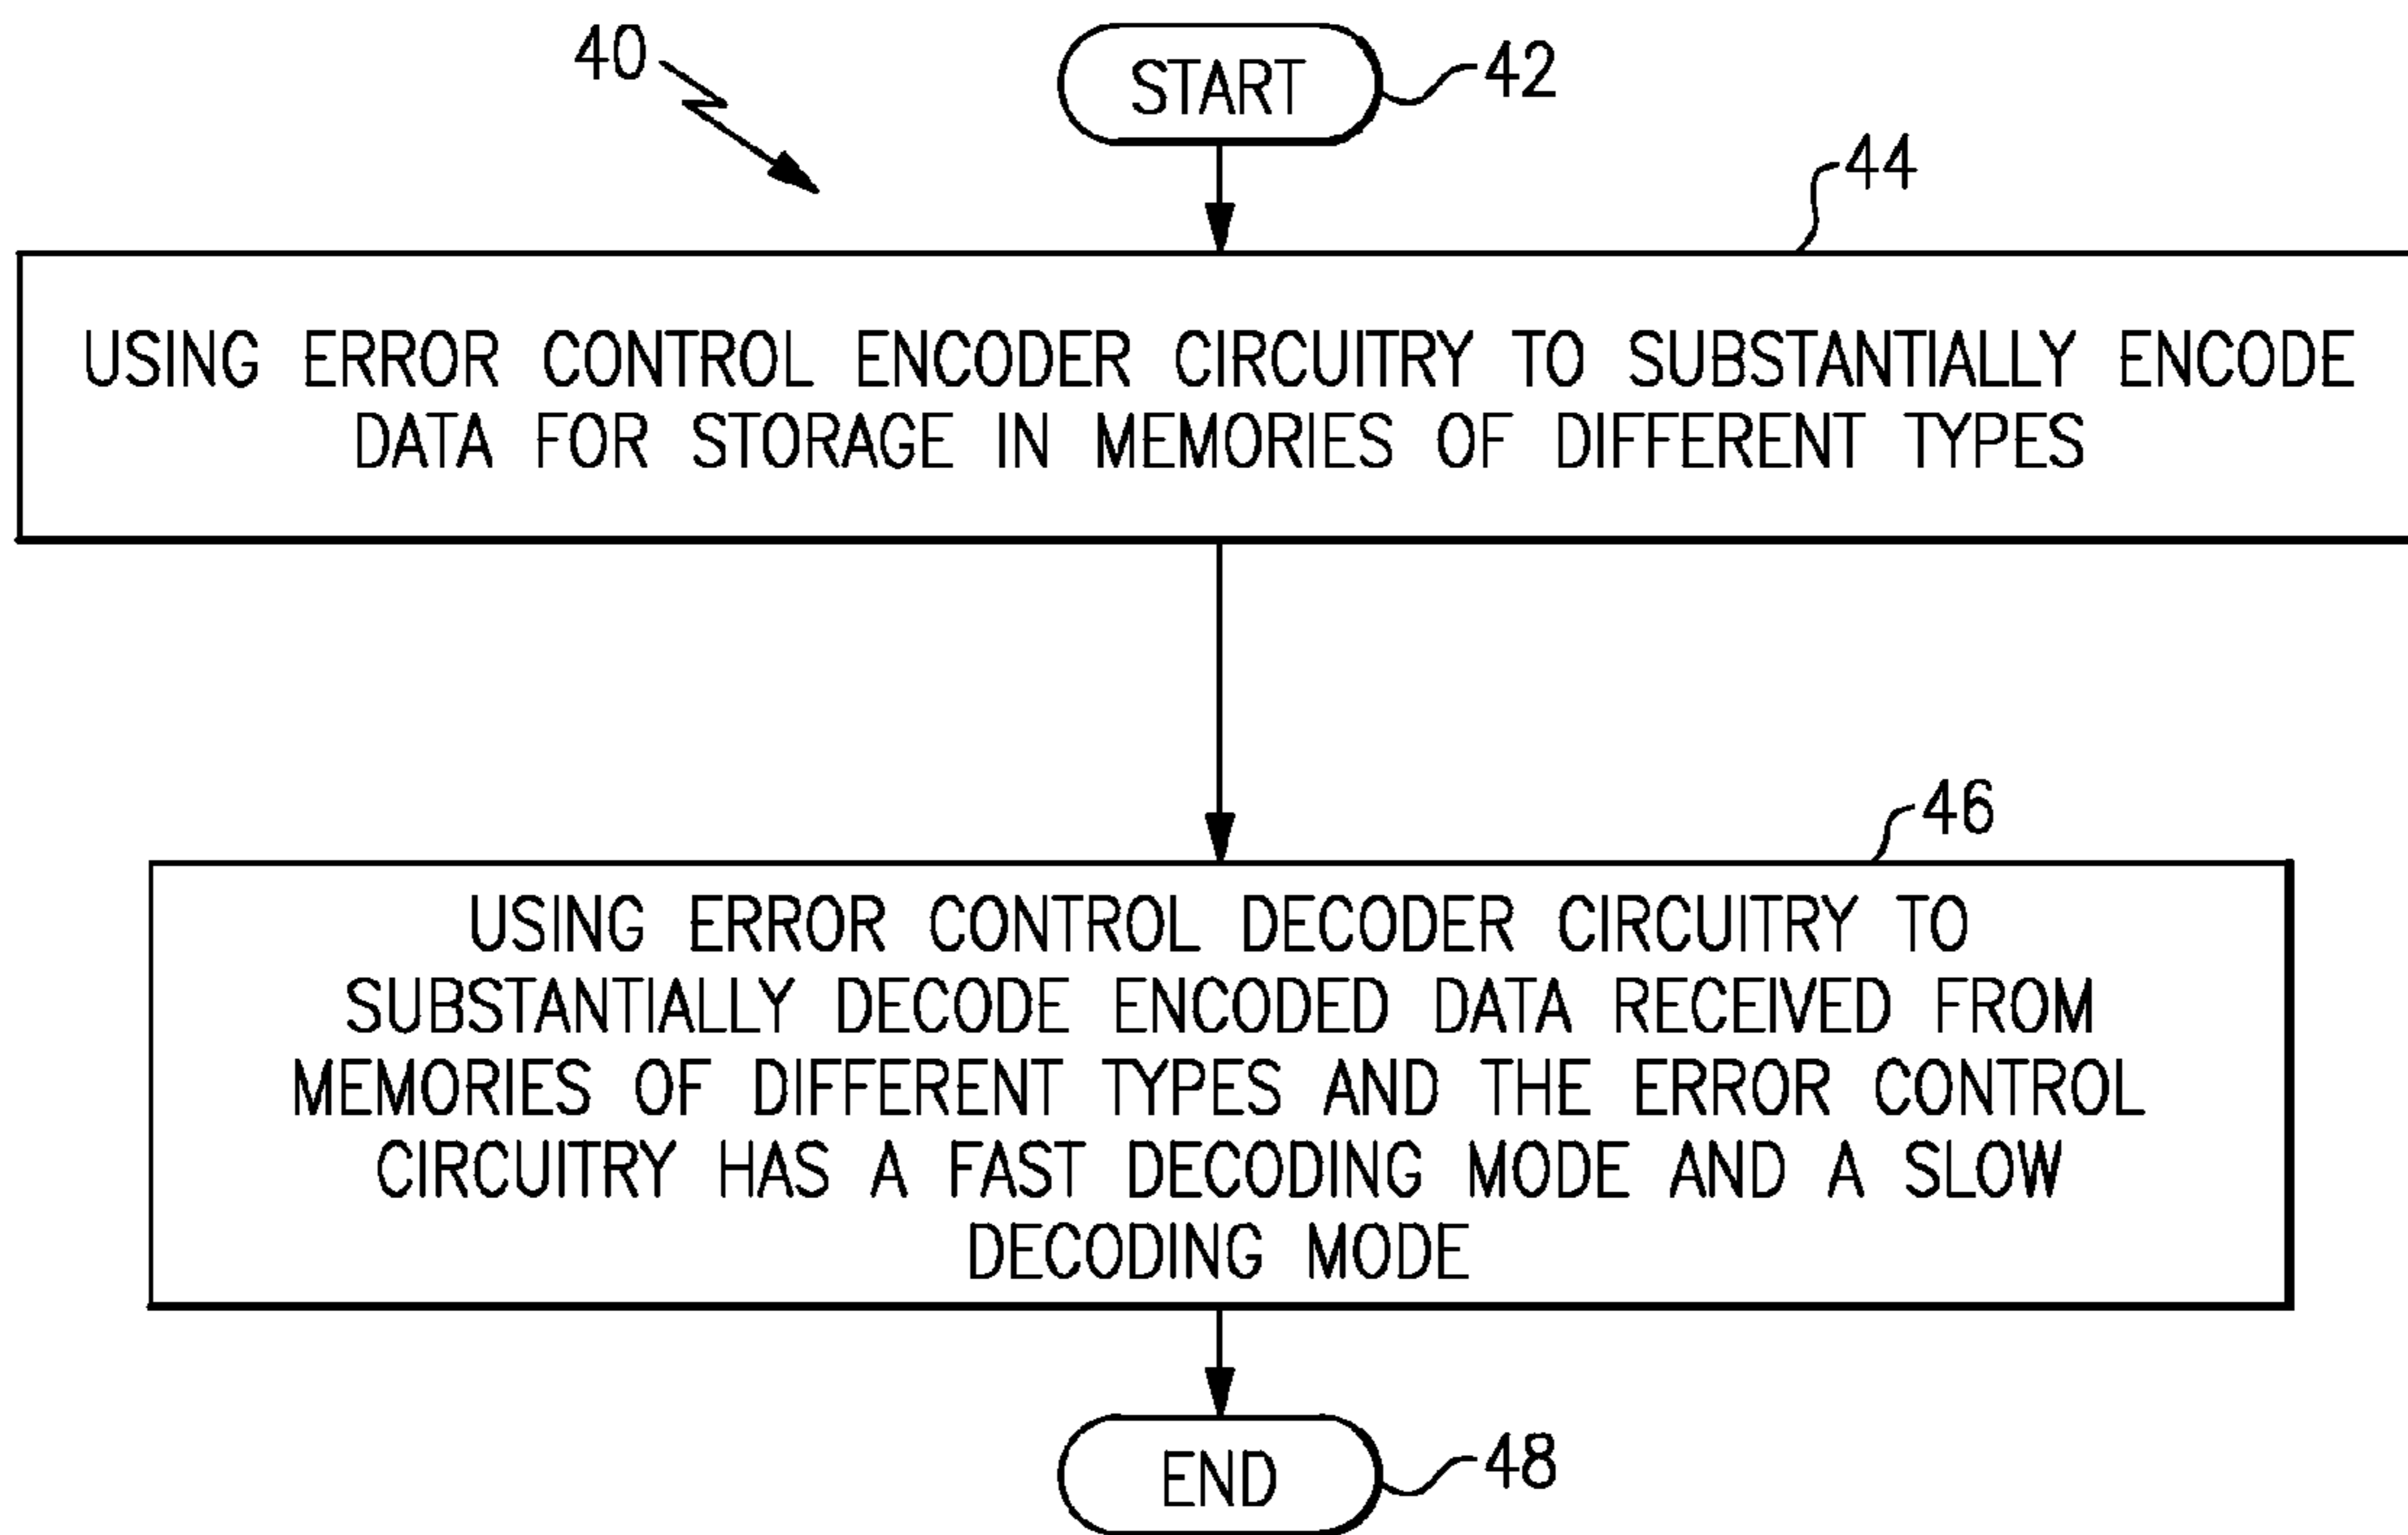 40
START
42
44
USING ERROR CONTROL ENCODER CIRCUITRY TO SUBSTANTIALLY ENCODE
DATA FOR STORAGE IN MEMORIES OF DIFFERENT TYPES
46
USING ERROR CONTROL DECODER CIRCUITRY TO
SUBSTANTIALLY DECODE ENCODED DATA RECEIVED FROM
MEMORIES OF DIFFERENT TYPES AND THE ERROR CONTROL
CIRCUITRY HAS A FAST DECODING MODE AND A SLOW
DECODING MODE
END
48